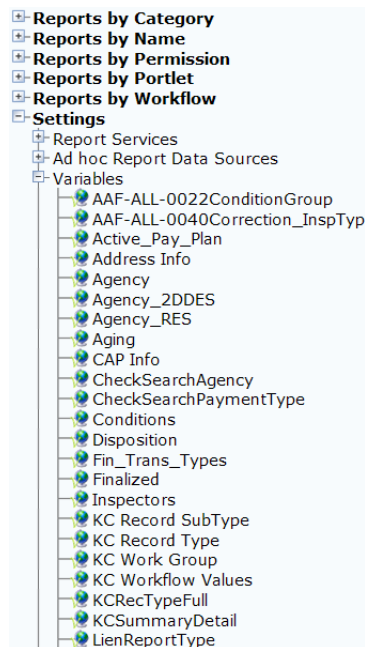 Reports by Category
Reports by Name
Reports by Permission
Reports by Portlet
Reports by Workflow
Settings
Report Services
Ad hoc Report Data Sources
Variables
AAF-ALL-0022ConditionGroup
AAF-ALL-0040Correction_InspTyp
Active_Pay_Plan
Address Info
Agency
Agency_2DDES
Agency_RES
Aging
CAP Info
CheckSearchAgency
CheckSearchPaymentType
Conditions
Disposition
Fin_Trans_Types
Finalized
Inspectors
KC Record SubType
KC Record Type
KC Work Group
KC Workflow Values
KCRecTypeFull
KCSummaryDetail
LienReportType